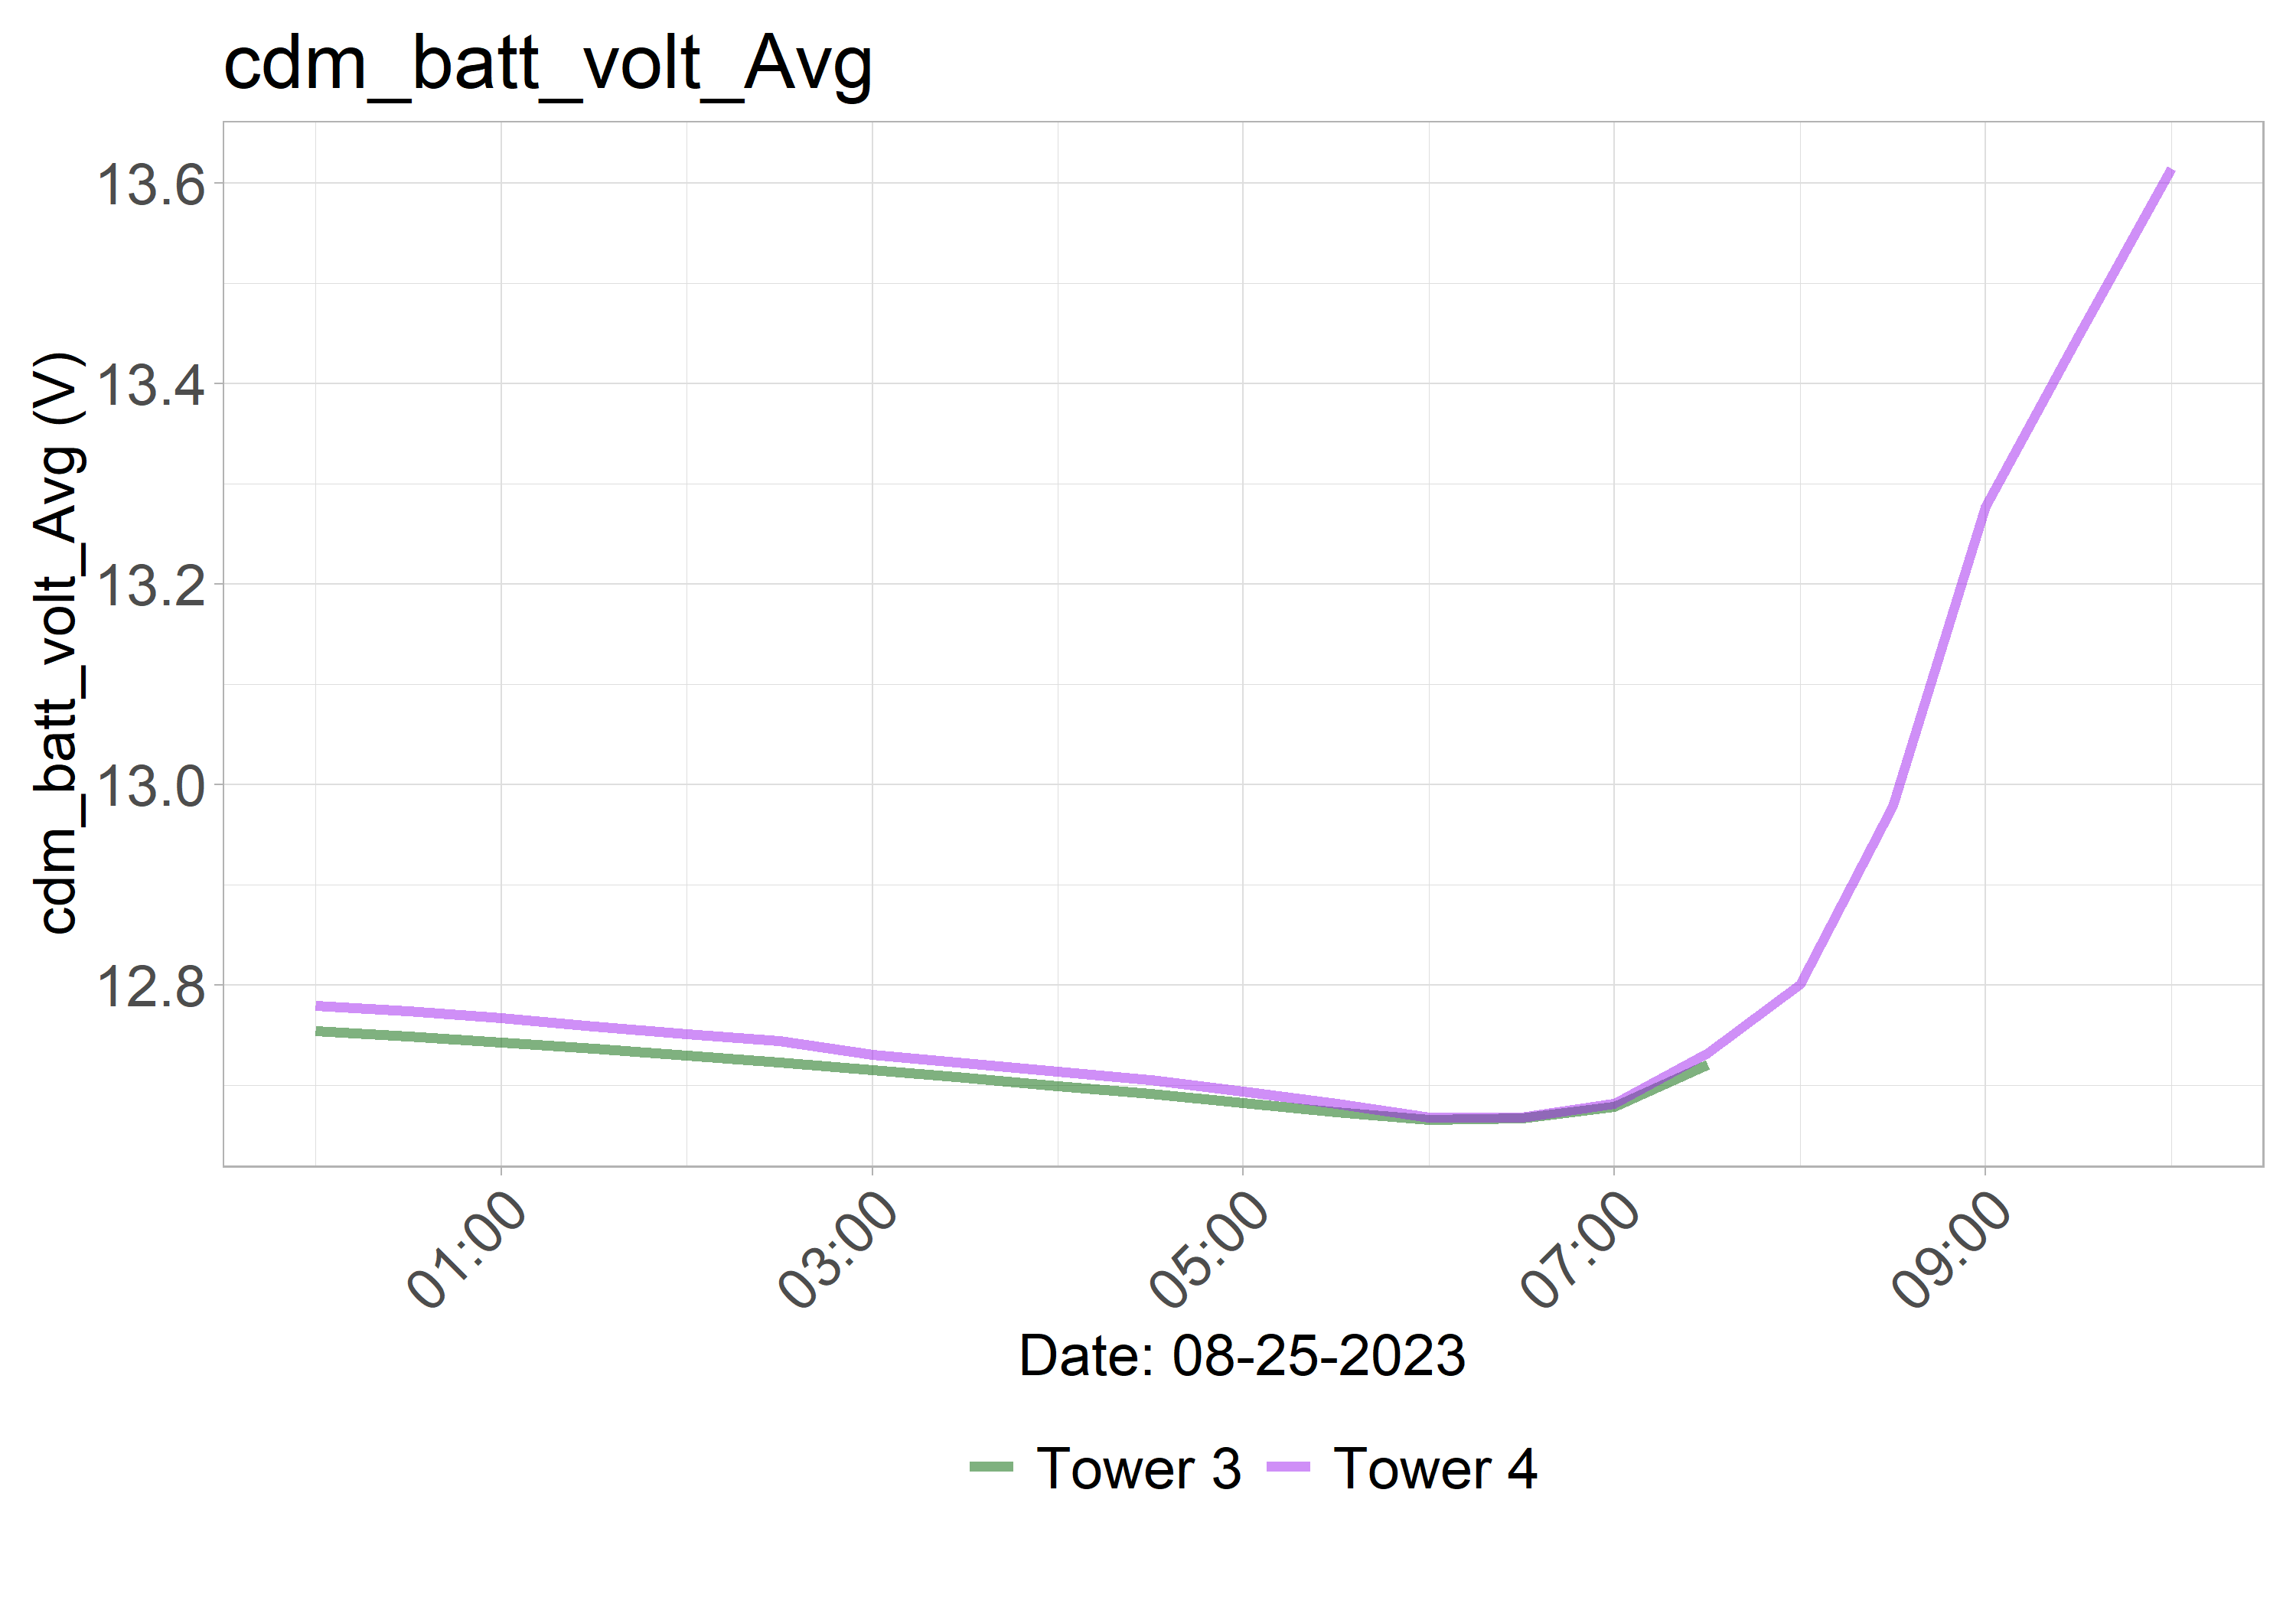 cdm_batt_volt_Avg
cdm_batt_volt_Avg (V)
13.6
13.4
13.2
13.0
12.8
01:00
03:00
05:00
07:00
09:00
Date: 08-25-2023
Tower 3
Tower 4